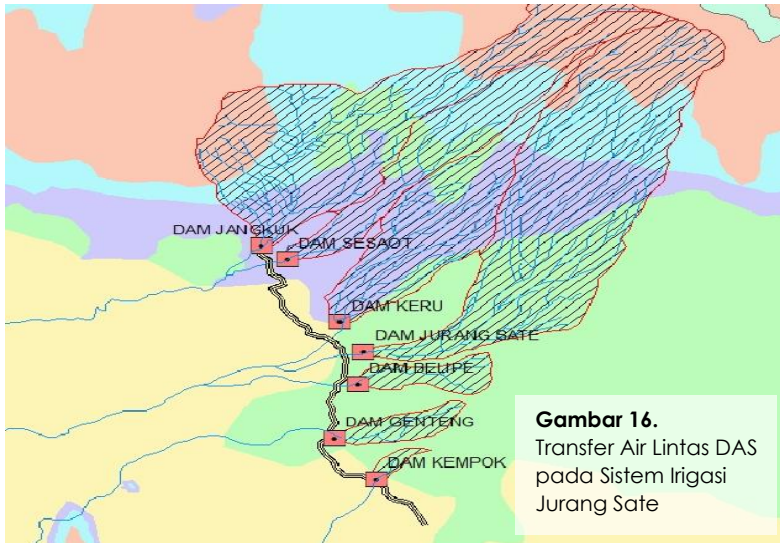 DAM JANGKUK
DAM SESAOT
DAM KERU
DAM JURANG SATE
DAM DELIPE
DAM GENTENG
DAM KEMPOK
Gambar 16.
Transfer Air Lintas DAS
pada Sistem Irigasi
Jurang Sate